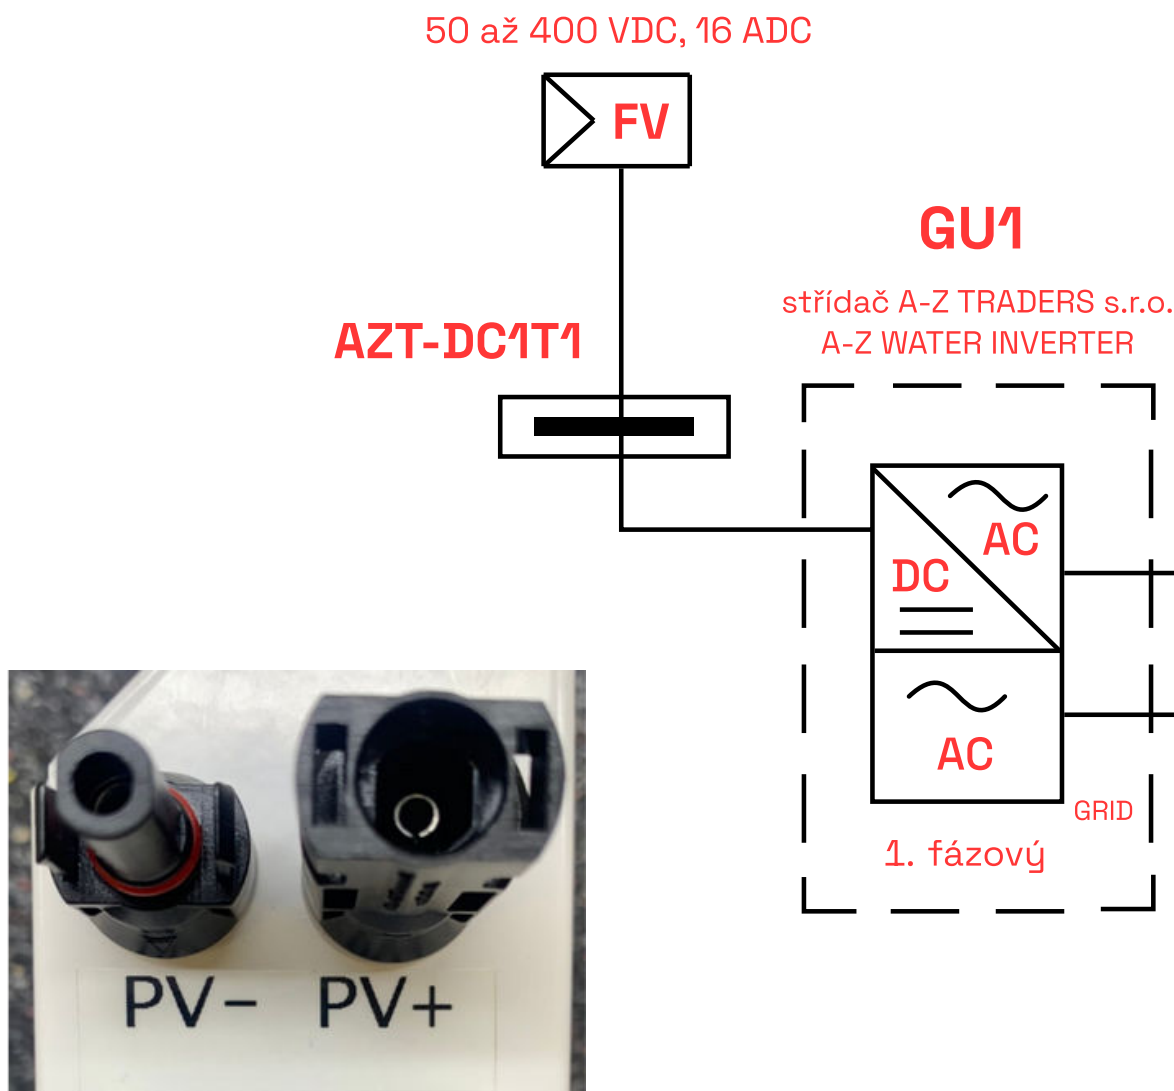 50 až 400 VDC, 16 ADC
FV
GU1
střídač A-Z TRADERS s.r.o.
A-Z WATER INVERTER
AZT-DC1T1
AC
DC
AC
GRID
1. fázový
PV- PV+